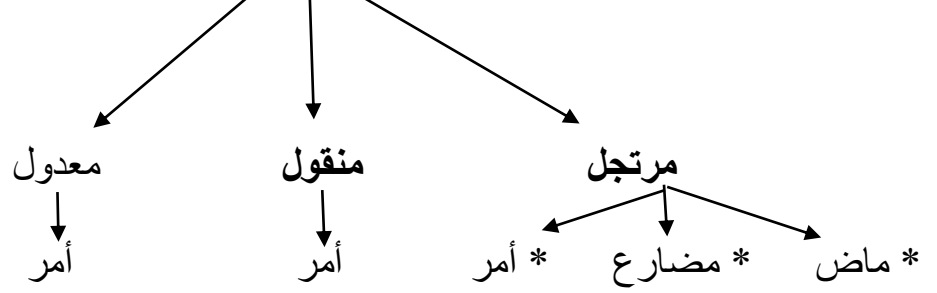 مرتجل منقول معدول
* ماض * مضارع * أمر أمر أمر